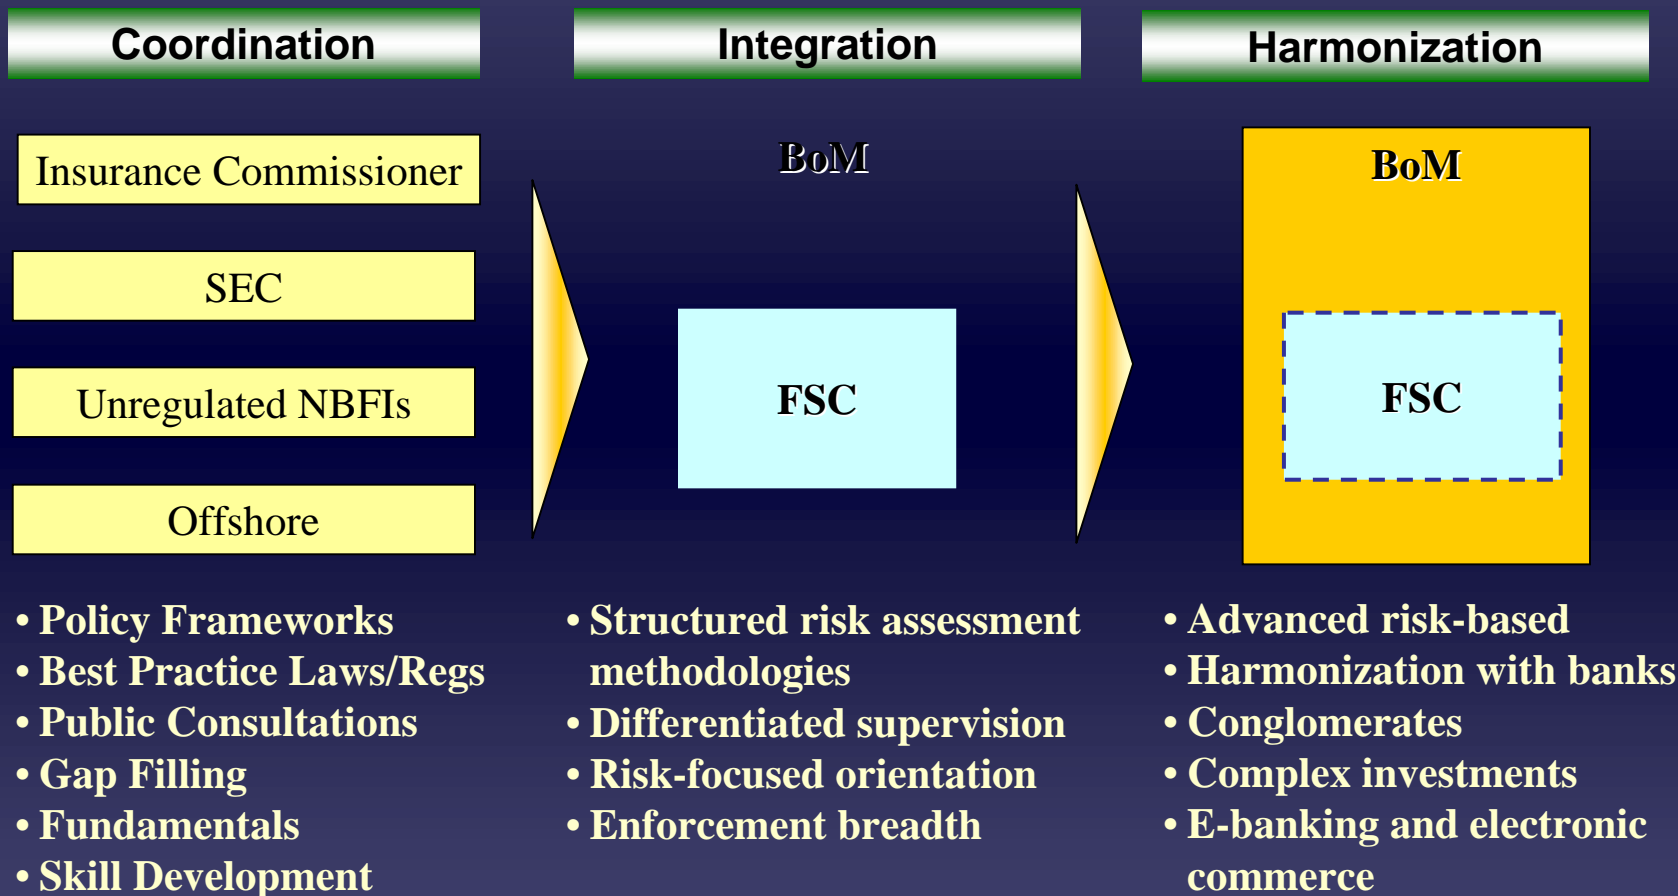 Coordination
Insurance Commissioner
SEC
Unregulated NBFIs
Offshore
• Policy Frameworks
• Best Practice Laws/Regs
• Public Consultations
• Gap Filling
• Fundamentals
• Skill Development
Integration
BoM
FSC
• Structured risk assessment
methodologies
• Differentiated supervision
• Risk-focused orientation
• Enforcement breadth
Harmonization
BoM
FSC
• Advanced risk-based
• Harmonization with banks
• Conglomerates
• Complex investments
• E-banking and electronic
commerce